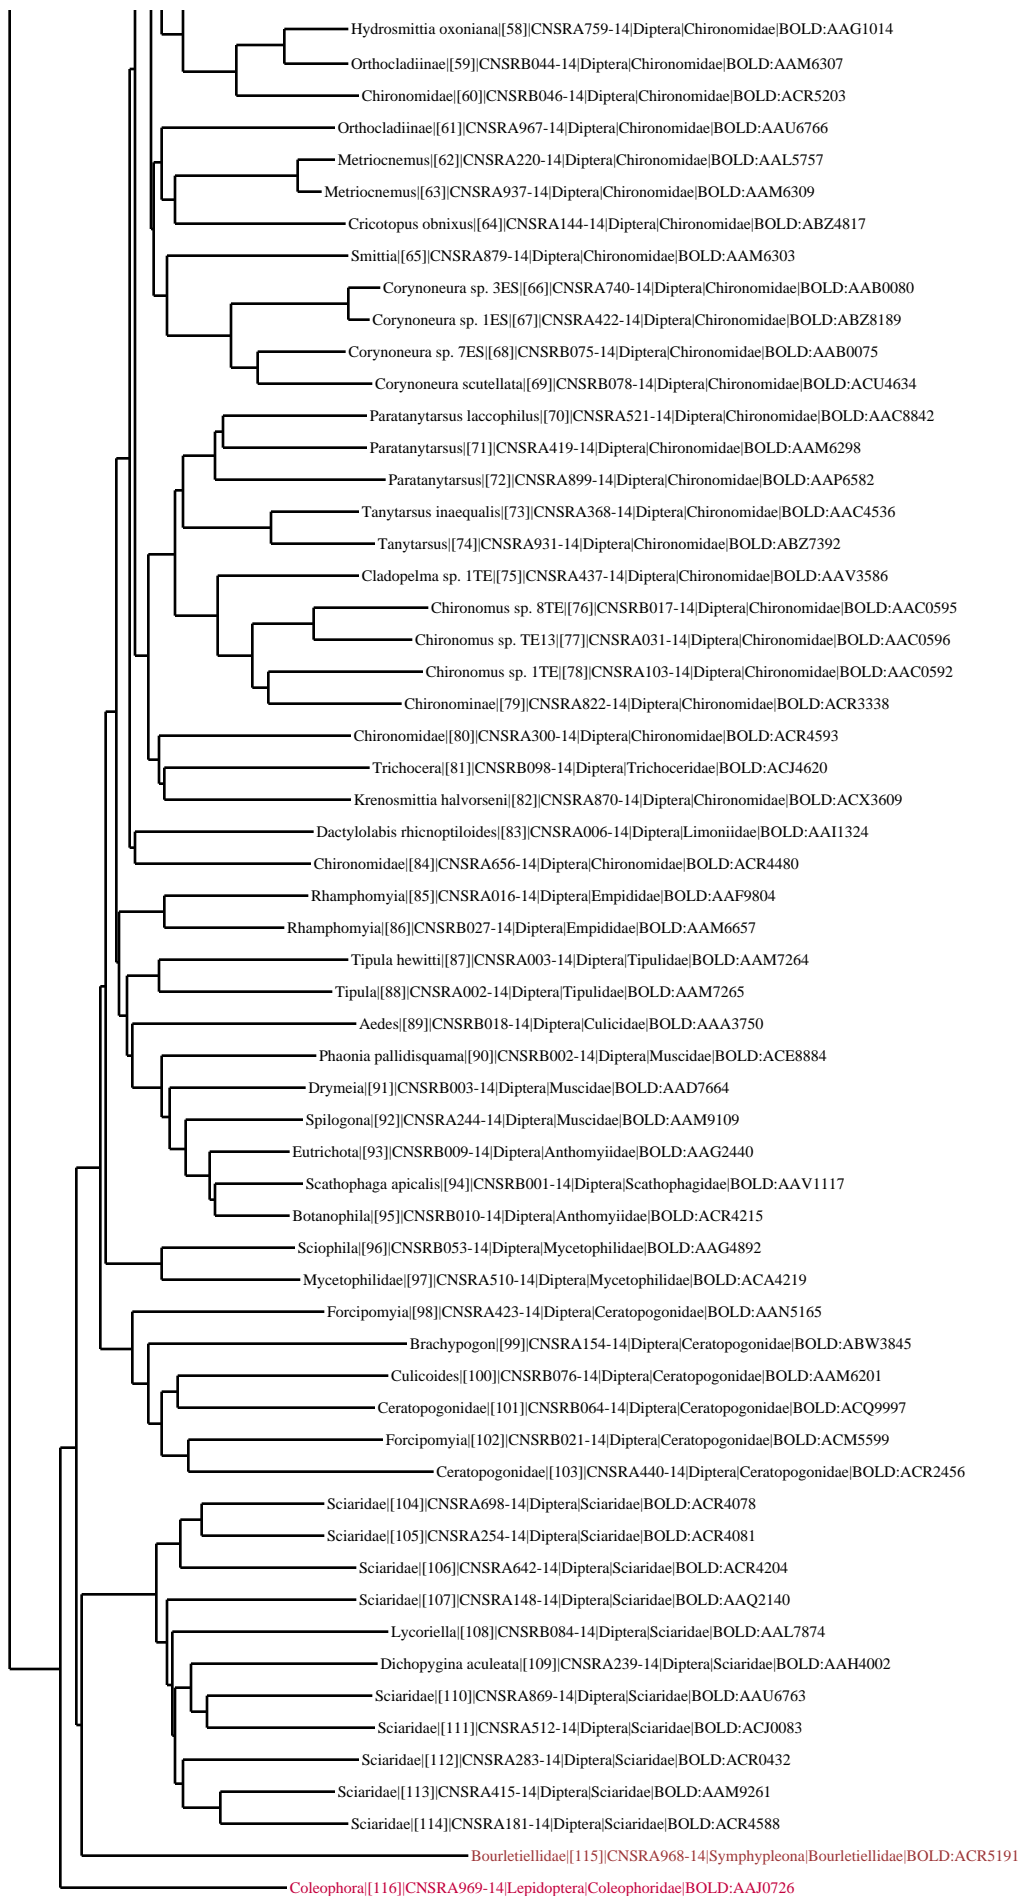 Hydrosmittia oxoniana|[58]|CNSRA759-14|Diptera|Chironomidae|BOLD:AAG1014
Orthocladiinae|[59]|CNSRB044-14|Diptera|Chironomidae|BOLD:AAM6307
Chironomidae|[60]|CNSRB046-14|Diptera|Chironomidae|BOLD:ACR5203
Orthocladiinae|[61]|CNSRA967-14|Diptera|Chironomidae|BOLD:AAU6766
Metriocnemus|[62]|CNSRA220-14|Diptera|Chironomidae|BOLD:AAL5757
Metriocnemus|[63]|CNSRA937-14|Diptera|Chironomidae|BOLD:AAM6309
Cricotopus obnixus|[64]|CNSRA144-14|Diptera|Chironomidae|BOLD:ABZ4817
Smittia|[65]|CNSRA879-14|Diptera|Chironomidae|BOLD:AAM6303
Corynoneura sp. 3ES|[66]|CNSRA740-14|Diptera|Chironomidae|BOLD:AAB0080
Corynoneura sp. 1ES|[67]|CNSRA422-14|Diptera|Chironomidae|BOLD:ABZ8189
Corynoneura sp. 7ES|[68]|CNSRB075-14|Diptera|Chironomidae|BOLD:AAB0075
Corynoneura scutellata|[69]|CNSRB078-14|Diptera|Chironomidae|BOLD:ACU4634
Paratanytarsus laccophilus|[70]|CNSRA521-14|Diptera|Chironomidae|BOLD:AAC8842
Paratanytarsus|[71]|CNSRA419-14|Diptera|Chironomidae|BOLD:AAM6298
Paratanytarsus|[72]|CNSRA899-14|Diptera|Chironomidae|BOLD:AAP6582
Tanytarsus inaequalis|[73]|CNSRA368-14|Diptera|Chironomidae|BOLD:AAC4536
Tanytarsus|[74]|CNSRA931-14|Diptera|Chironomidae|BOLD:ABZ7392
Cladopelma sp. 1TE|[75]|CNSRA437-14|Diptera|Chironomidae|BOLD:AAV3586
Chironomus sp. 8TE|[76]|CNSRB017-14|Diptera|Chironomidae|BOLD:AAC0595
Chironomus sp. TE13|[77]|CNSRA031-14|Diptera|Chironomidae|BOLD:AAC0596
Chironomus sp. 1TE|[78]|CNSRA103-14|Diptera|Chironomidae|BOLD:AAC0592
Chironominae|[79]|CNSRA822-14|Diptera|Chironomidae|BOLD:ACR3338
Chironomidae|[80]|CNSRA300-14|Diptera|Chironomidae|BOLD:ACR4593
Trichocera|[81]|CNSRB098-14|Diptera|Trichoceridae|BOLD:ACJ4620
Krenosmittia halvorseni|[82]|CNSRA870-14|Diptera|Chironomidae|BOLD:ACX3609
Dactylolabis rhicnoptiloides|[83]|CNSRA006-14|Diptera|Limoniidae|BOLD:AAI1324
Chironomidae|[84]|CNSRA656-14|Diptera|Chironomidae|BOLD:ACR4480
Rhamphomyia|[85]|CNSRA016-14|Diptera|Empididae|BOLD:AAF9804
Rhamphomyia|[86]|CNSRB027-14|Diptera|Empididae|BOLD:AAM6657
Tipula hewitti|[87]|CNSRA003-14|Diptera|Tipulidae|BOLD:AAM7264
Tipula|[88]|CNSRA002-14|Diptera|Tipulidae|BOLD:AAM7265
Aedes|[89]|CNSRB018-14|Diptera|Culicidae|BOLD:AAA3750
Phaonia pallidisquama|[90]|CNSRB002-14|Diptera|Muscidae|BOLD:ACE8884
Drymeia|[91]|CNSRB003-14|Diptera|Muscidae|BOLD:AAD7664
Spilogona|[92]|CNSRA244-14|Diptera|Muscidae|BOLD:AAM9109
Eutrichota|[93]|CNSRB009-14|Diptera|Anthomyiidae|BOLD:AAG2440
Scathophaga apicalis|[94]|CNSRB001-14|Diptera|Scathophagidae|BOLD:AAV1117
Botanophila|[95]|CNSRB010-14|Diptera|Anthomyiidae|BOLD:ACR4215
Sciophila|[96]|CNSRB053-14|Diptera|Mycetophilidae|BOLD:AAG4892
Mycetophilidae|[97]|CNSRA510-14|Diptera|Mycetophilidae|BOLD:ACA4219
Forcipomyia|[98]|CNSRA423-14|Diptera|Ceratopogonidae|BOLD:AAN5165
Brachypogon|[99]|CNSRA154-14|Diptera|Ceratopogonidae|BOLD:ABW3845
Culicoides|[100]|CNSRB076-14|Diptera|Ceratopogonidae|BOLD:AAM6201
Ceratopogonidae|[101]|CNSRB064-14|Diptera|Ceratopogonidae|BOLD:ACQ9997
Forcipomyia|[102]|CNSRB021-14|Diptera|Ceratopogonidae|BOLD:ACM5599
Ceratopogonidae|[103]|CNSRA440-14|Diptera|Ceratopogonidae|BOLD:ACR2456
Sciaridae|[104]|CNSRA698-14|Diptera|Sciaridae|BOLD:ACR4078
Sciaridae|[105]|CNSRA254-14|Diptera|Sciaridae|BOLD:ACR4081
Sciaridae|[106]|CNSRA642-14|Diptera|Sciaridae|BOLD:ACR4204
Sciaridae|[107]|CNSRA148-14|Diptera|Sciaridae|BOLD:AAQ2140
Lycoriella|[108]|CNSRB084-14|Diptera|Sciaridae|BOLD:AAL7874
Dichopygina aculeata|[109]|CNSRA239-14|Diptera|Sciaridae|BOLD:AAH4002
Sciaridae|[110]|CNSRA869-14|Diptera|Sciaridae|BOLD:AAU6763
Sciaridae|[111]|CNSRA512-14|Diptera|Sciaridae|BOLD:ACJ0083
Sciaridae|[112]|CNSRA283-14|Diptera|Sciaridae|BOLD:ACR0432
Sciaridae|[113]|CNSRA415-14|Diptera|Sciaridae|BOLD:AAM9261
Sciaridae|[114]|CNSRA181-14|Diptera|Sciaridae|BOLD:ACR4588
Bourletiellidae|[115]|CNSRA968-14|Symphypleona|Bourletiellidae|BOLD:ACR5191
Coleophora|[116]|CNSRA969-14|Lepidoptera|Coleophoridae|BOLD:AAJ0726